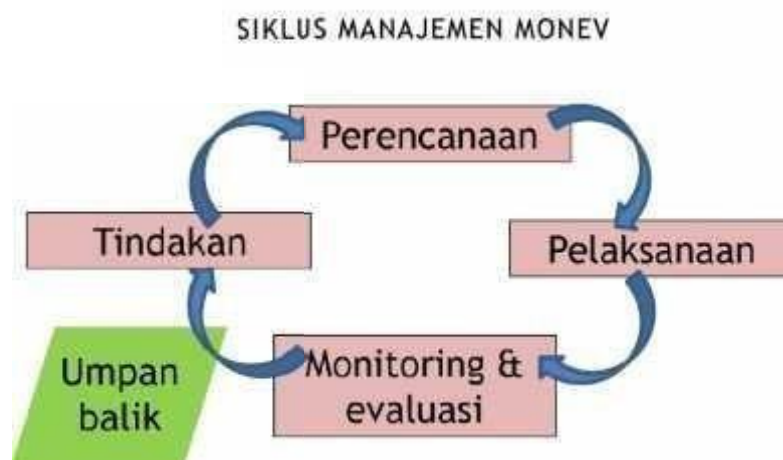 SIKLUS MANAJEMEN MONEV
Perencanaan
Tindakan
Pelaksanaan
Umpan
balik
Monitoring &
evaluasi